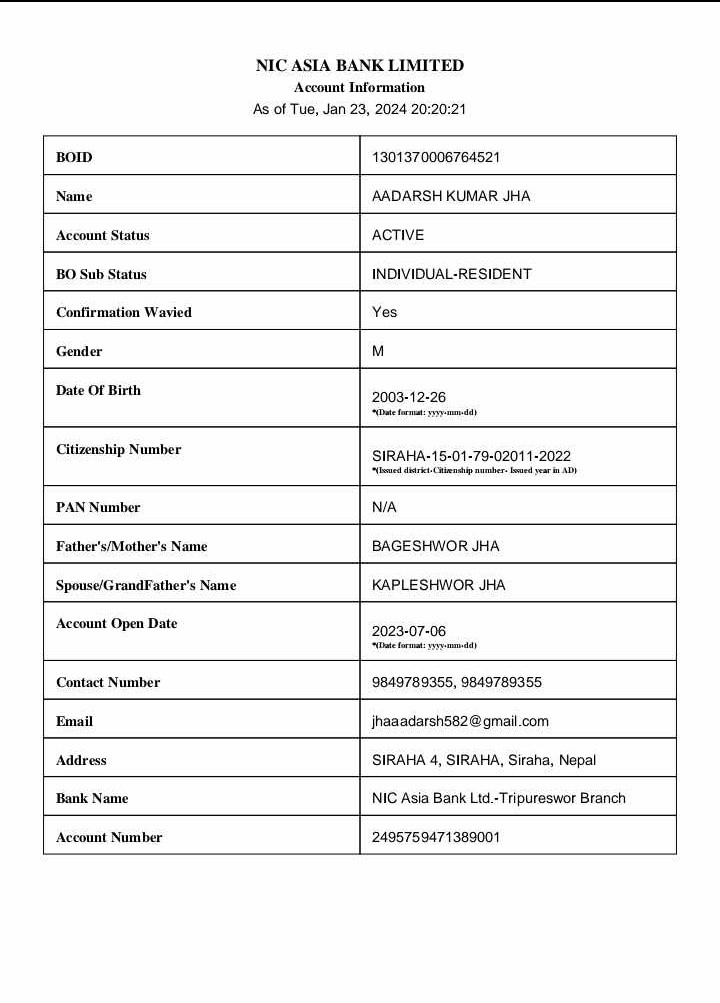 NIC ASIA BANK LIMITED
Account Information
As of Tue, Jan 23, 2024 20:20:21
BOID 1301370006764521
Name AADARSH KUMAR JHA
Account Status ACTIVE
BO Sub Status INDIVIDUAL-RESIDENT
Confirmation Wavied Yes
Gender M
Date Of Birth 2003-12-26
*(Date format: yyyy-mm-dd)
Citizenship Number SIRAHA-15-01-79-02011-2022
*(Issued district-Citizenship number- Issued year in AD)
PAN Number N/A
Father's/Mother's Name BAGESHWOR JHA
Spouse/GrandFather's Name KAPLESHWOR JHA
Account Open Date 2023-07-06
*(Date format: yyyy-mm-dd)
Contact Number 9849789355, 9849789355
Email jhaaadarsh582@gmail.com
Address SIRAHA 4, SIRAHA, Siraha, Nepal
Bank Name NIC Asia Bank Ltd.-Tripureswor Branch
Account Number 2495759471389001